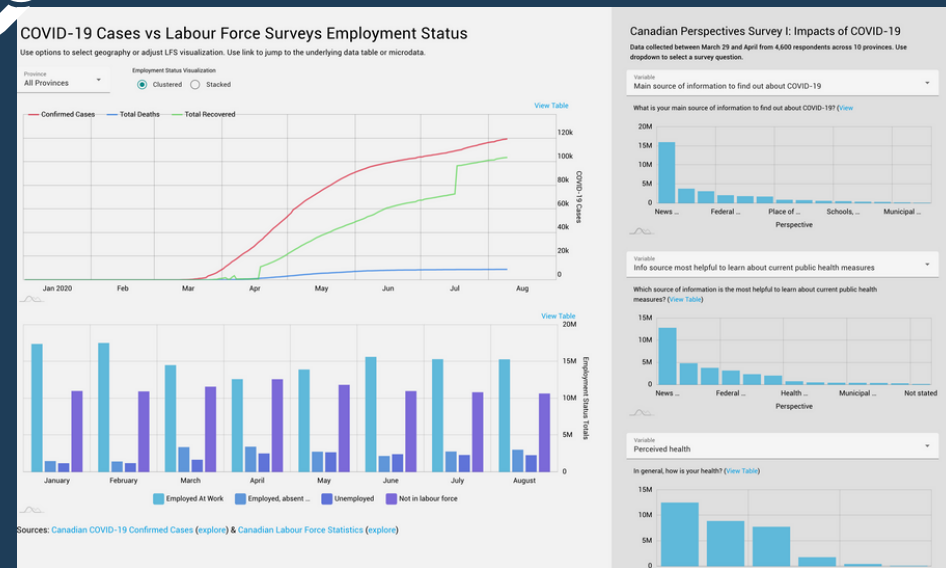 COVID-19 Cases vs Labour Force Surveys Employment Status
Use options to select geography or adjust LFS visualization. Use link to jump to the underlying data table or microdata.
Province
All Provinces
Employment Status Visualization
Clustered
Stacked
View Table
Confirmed Cases
Total Deaths
Total Recovered
120k
100k
80k
60k
40k
20k
0
COVID-19 Cases
Jan 2020
Feb
Mar
Apr
May
Jun
Jul
Aug
View Table
20M
15M
10M
5M
0
Employment Status Totals
January
February
March
April
May
June
July
August
Employed At Work
Employed, absent ...
Unemployed
Not in labour force
Sources: Canadian COVID-19 Confirmed Cases (explore) & Canadian Labour Force Statistics (explore)
Canadian Perspectives Survey I: Impacts of COVID-19
Data collected between March 29 and April from 4,600 respondents across 10 provinces. Use
dropdown to select a survey question.
Variable
Main source of information to find out about COVID-19
What is your main source of information to find out about COVID-19? (View
20M
15M
10M
5M
0
News ...
Federal ...
Place of ...
Schools, ...
Municipal ...
Perspective
Variable
Info source most helpful to learn about current public health measures
Which source of information is the most helpful to learn about current public health
measures? (View Table)
15M
10M
5M
0
News ...
Federal ...
Health ...
Municipal ...
Not stated
Perspective
Variable
Perceived health
In general, how is your health? (View Table)
15M
10M
5M
0